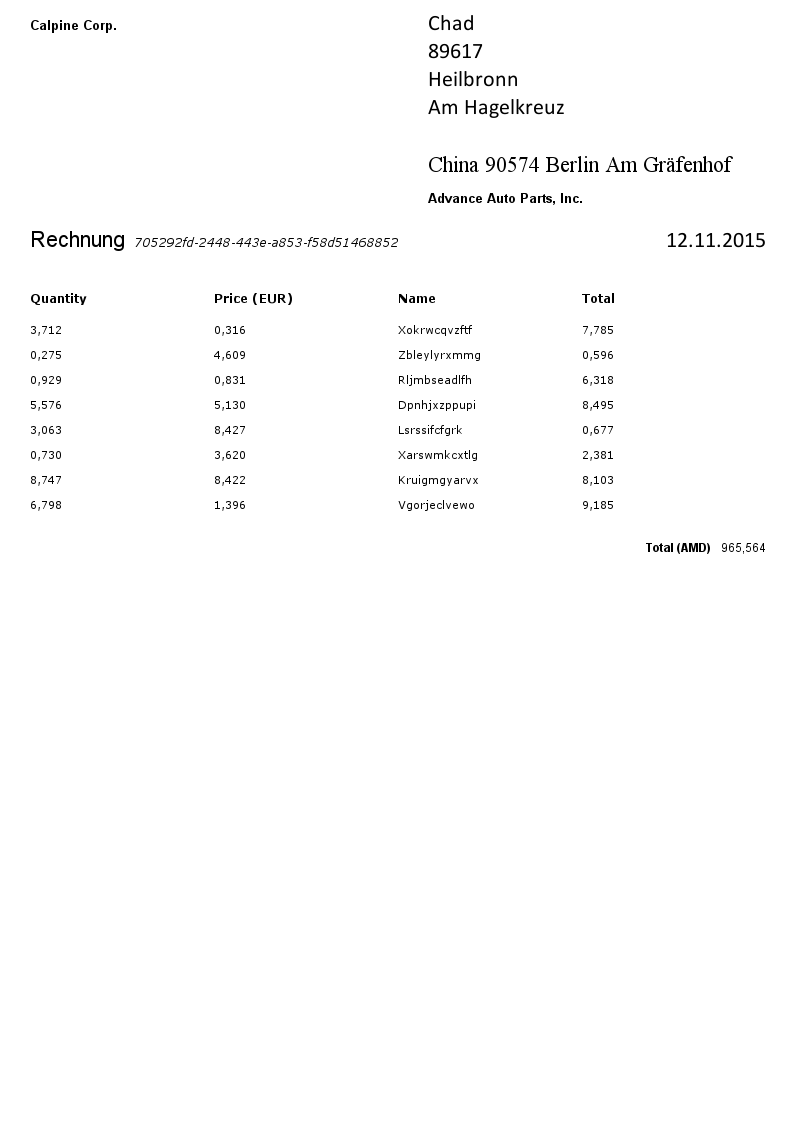 Calpine Corp.
Chad
89617
Heilbronn
Am Hagelkreuz
China 90574 Berlin Am Gräfenhof
Advance Auto Parts, Inc.
Rechnung 705292fd-2448-443e-a853-f58d51468852 12.11.2015
Quantity Price (EUR) Name Total
3,712 0,316 Xokrwcqvzftf 7,785
0,275 4,609 Zbleylyrxmmg 0,596
0,929 0,831 Rljmbseadlfh 6,318
5,576 5,130 Dpnhjxzppupi 8,495
3,063 8,427 Lsrssifcfgrk 0,677
0,730 3,620 Xarswmkcxtlg 2,381
8,747 8,422 Kruigmgyarvx 8,103
6,798 1,396 Vgorjeclvewo 9,185
Total (AMD) 965,564